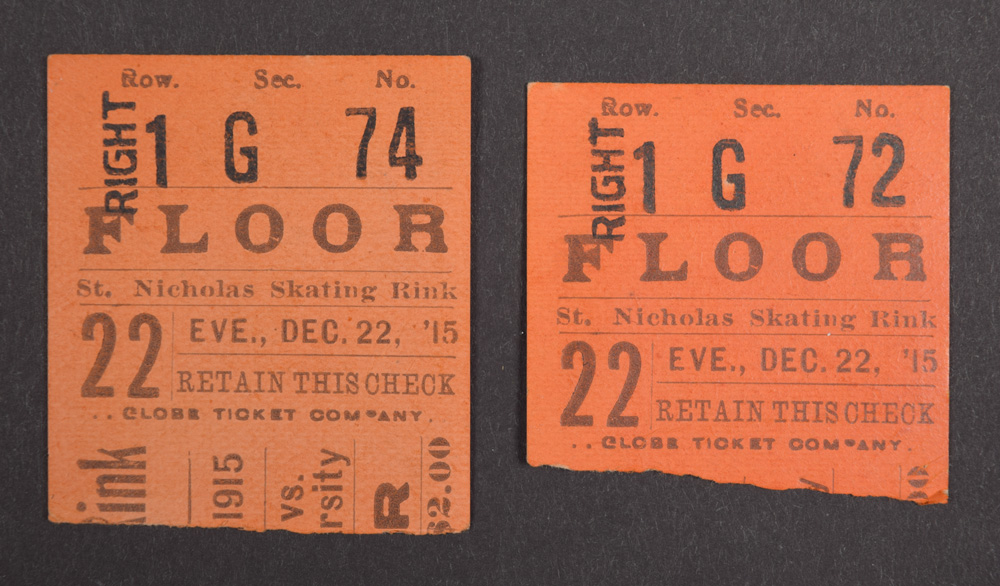 Row. Sec. No.
RIGHT
1 G 74
FLOOR
St. Nicholas Skating Rink
22
EVE., DEC. 22, '15
RETAIN THIS CHECK
..GLOBE TICKET COMPANY.
Rink
1915
vs.
rsity
R
$2.00
Row. Sec. No.
RIGHT
1 G 72
FLOOR
St. Nicholas Skating Rink
22
EVE., DEC. 22, '15
RETAIN THIS CHECK
..GLOBE TICKET COMPANY.